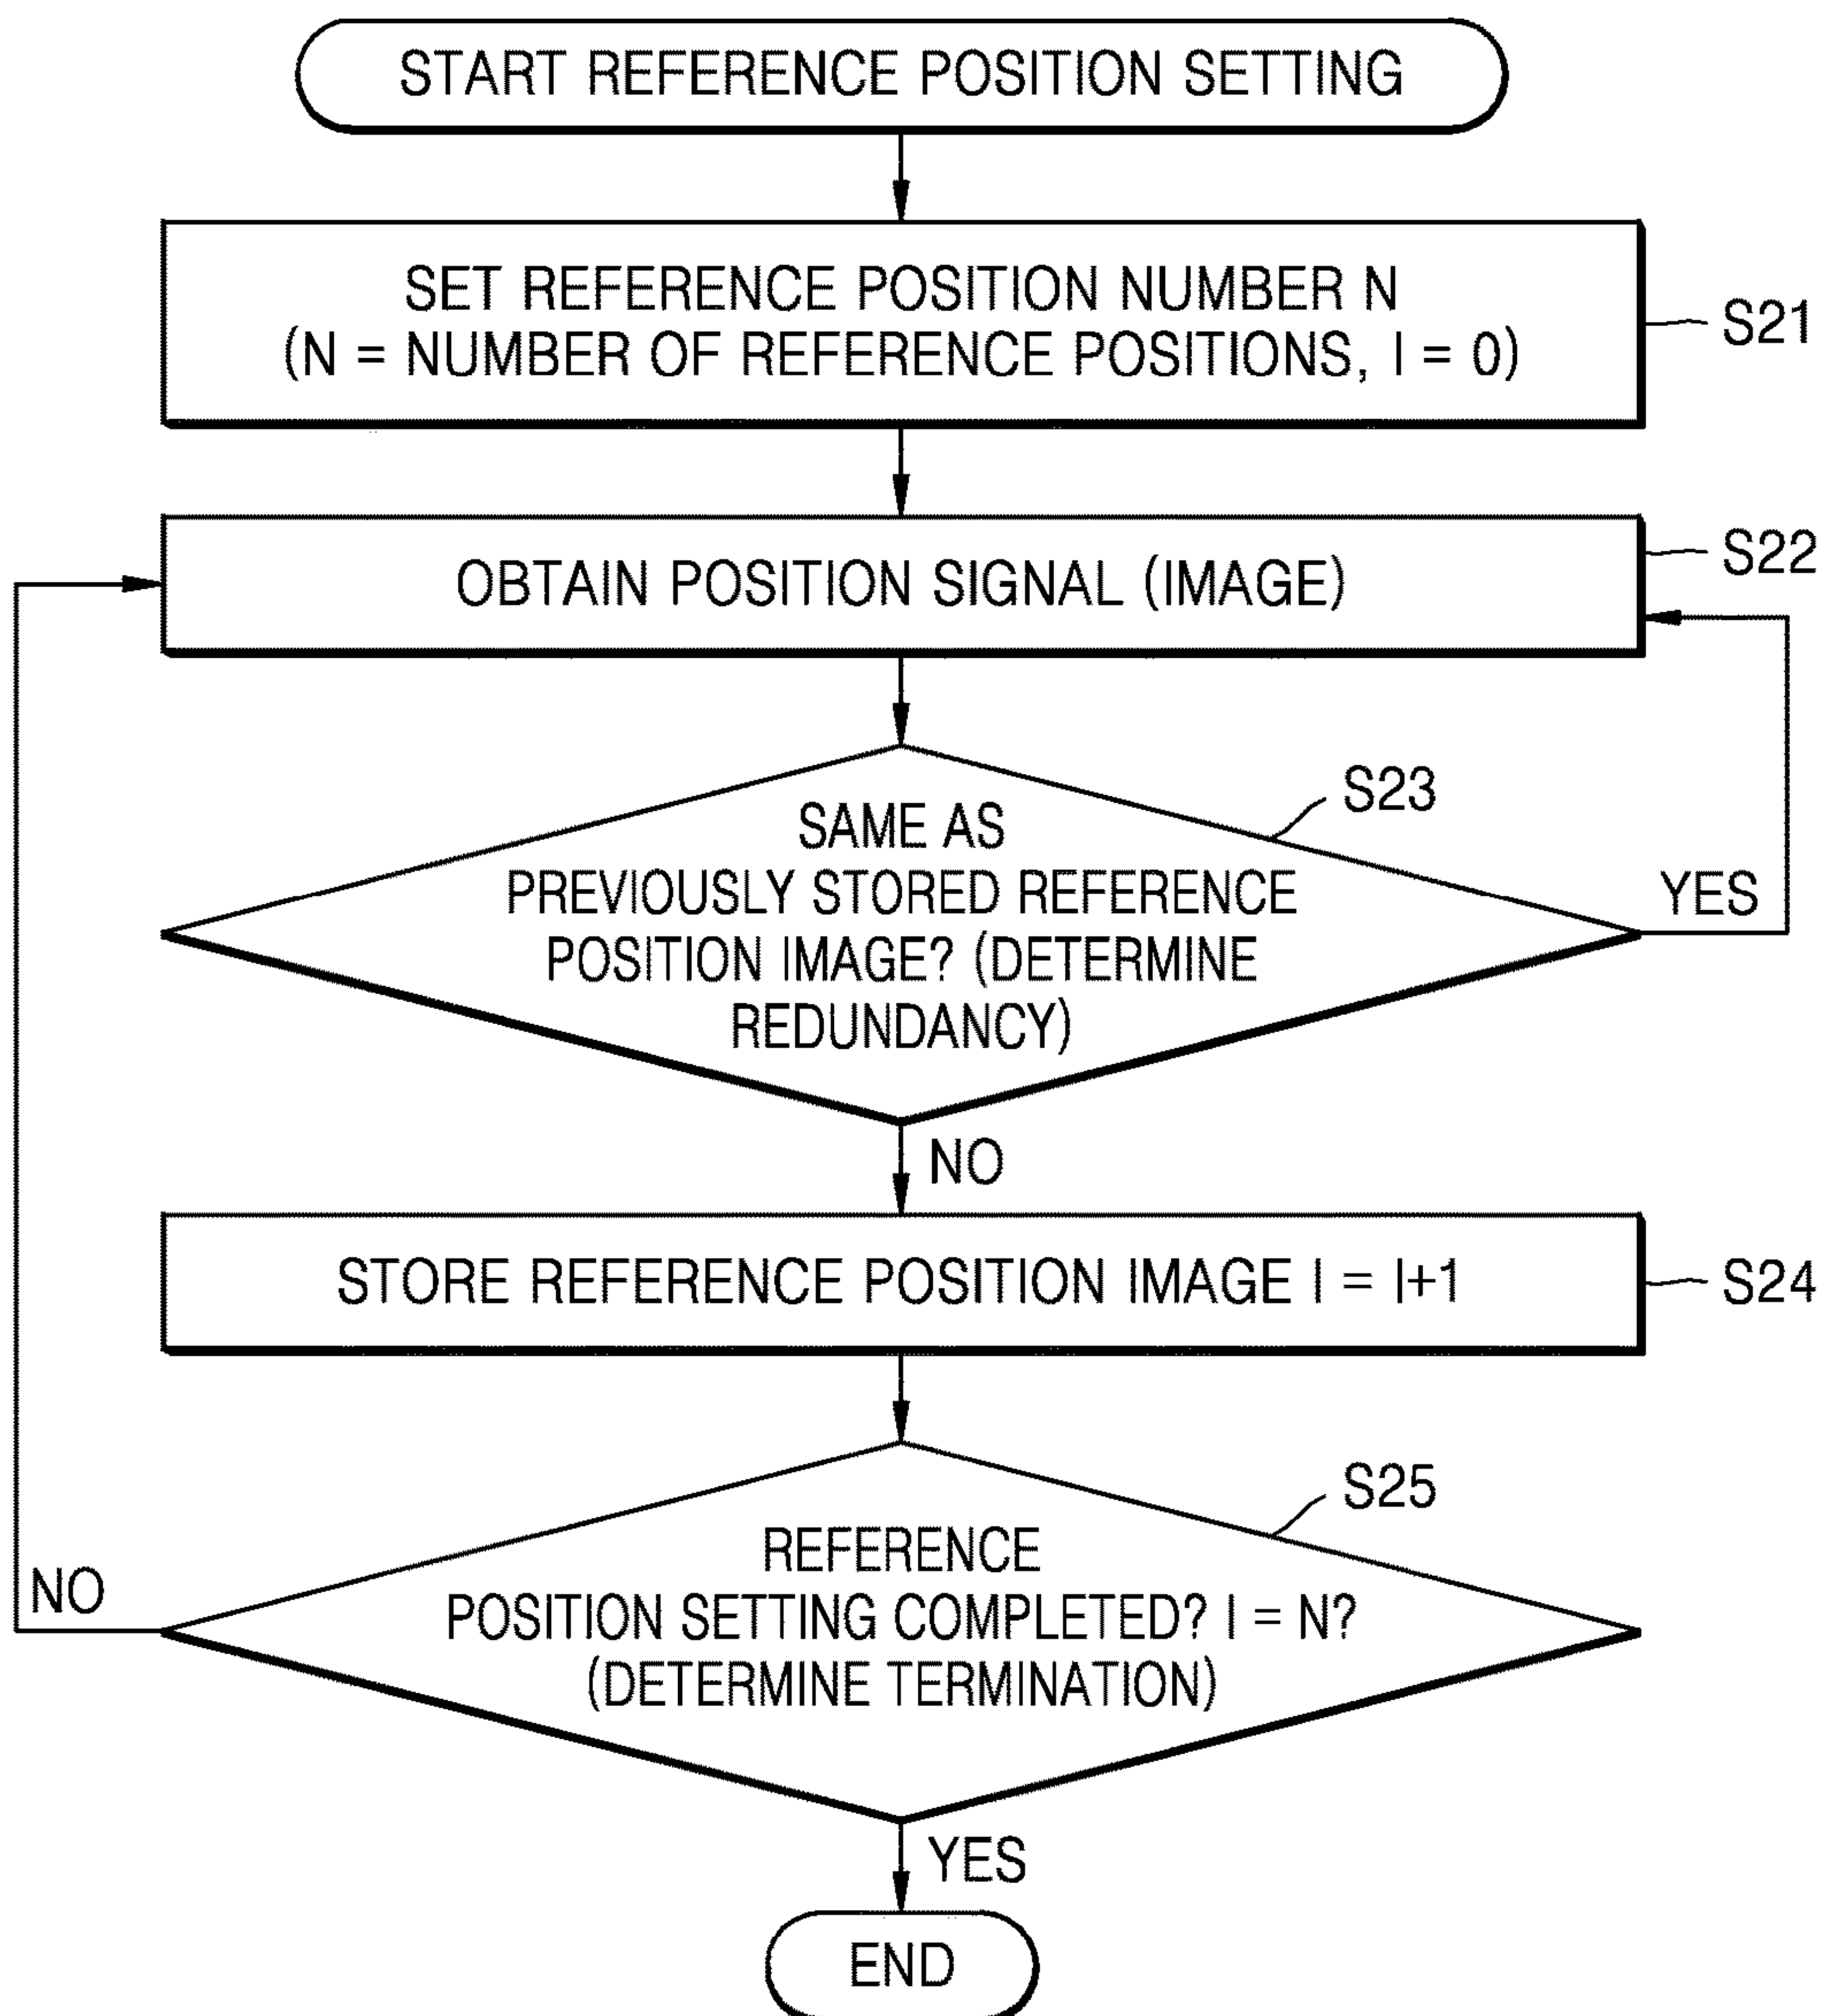 START REFERENCE POSITION SETTING
SET REFERENCE POSITION NUMBER N
(N = NUMBER OF REFERENCE POSITIONS, I = 0)
S21
OBTAIN POSITION SIGNAL (IMAGE)
S22
S23
SAME AS
PREVIOUSLY STORED REFERENCE
POSITION IMAGE? (DETERMINE
REDUNDANCY)
YES
NO
STORE REFERENCE POSITION IMAGE I = I+1
S24
S25
REFERENCE
POSITION SETTING COMPLETED? I = N?
(DETERMINE TERMINATION)
NO
YES
END